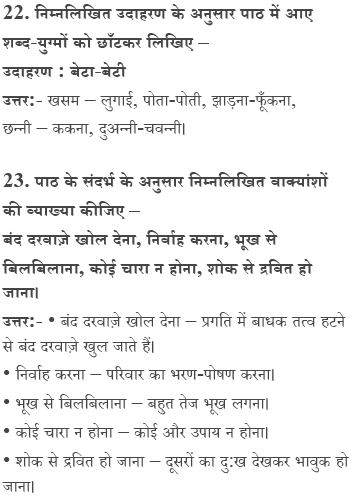 22. निम्नलिखित उदाहरण के अनुसार पाठ में आए
शब्द-युग्मों को छाँटकर लिखिए –
उदाहरण : बेटा-बेटी
उत्तर:- खसम – लुगाई, पोता-पोती, झाड़ना-फूँकना,
छन्नी – ककना, दुअन्नी-चवन्नी।
23. पाठ के संदर्भ के अनुसार निम्नलिखित वाक्यांशों
की व्याख्या कीजिए –
बंद दरवाज़े खोल देना, निर्वाह करना, भूख से
बिलबिलाना, कोई चारा न होना, शोक से द्रवित हो
जाना।
उत्तर:- • बंद दरवाज़े खोल देना – प्रगति में बाधक तत्व हटने
से बंद दरवाज़े खुल जाते हैं।
• निर्वाह करना – परिवार का भरण-पोषण करना।
• भूख से बिलबिलाना – बहुत तेज भूख लगना।
• कोई चारा न होना – कोई और उपाय न होना।
• शोक से द्रवित हो जाना – दूसरों का दु:ख देखकर भावुक हो
जाना।